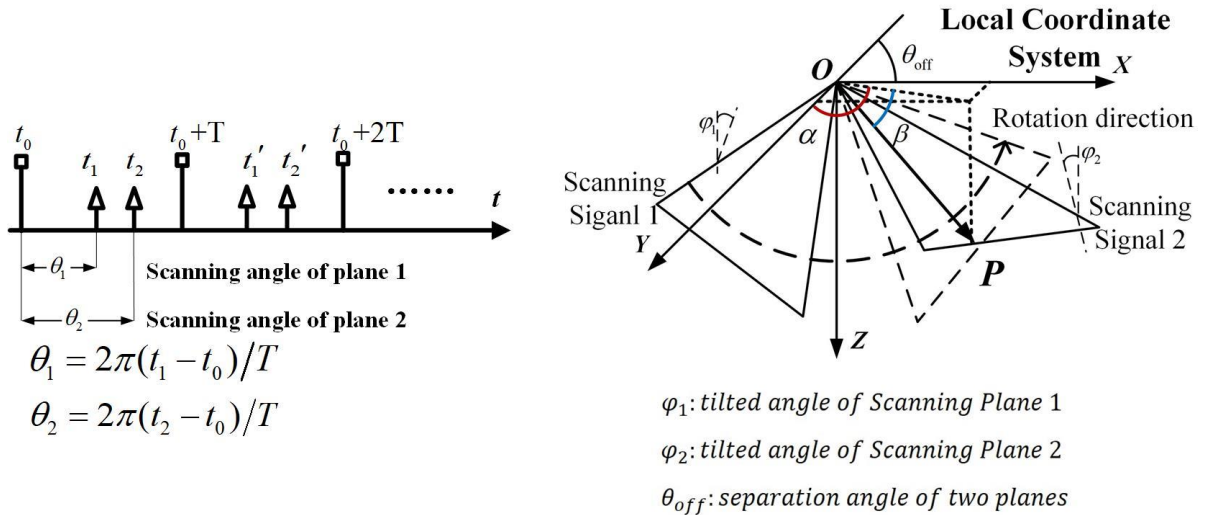 t₀
t₁
t₂
t₀+T
t₁′
t₂′
t₀+2T
......
t
θ₁
Scanning angle of plane 1
θ₂
Scanning angle of plane 2
θ₁ = 2π(t₁ − t₀)/T
θ₂ = 2π(t₂ − t₀)/T
Local Coordinate
System
θoff
O
X
φ₁
α
β
Rotation direction
φ₂
Scanning
Siganl 1
Scanning
Signal 2
Y
P
Z
φ₁: tilted angle of Scanning Plane 1
φ₂: tilted angle of Scanning Plane 2
θoff: separation angle of two planes